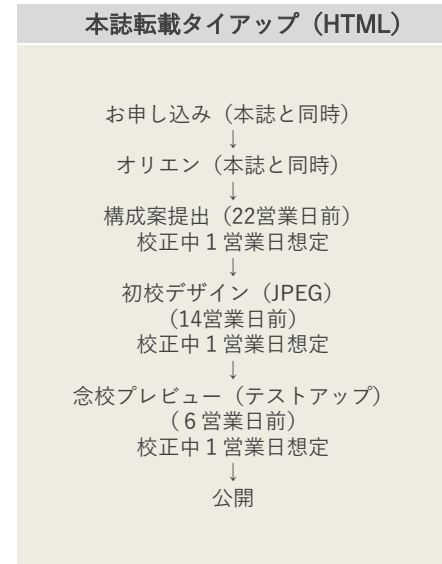 本誌転載タイアップ（HTML）
お申し込み（本誌と同時）
↓
オリエン（本誌と同時）
↓
構成案提出（22営業日前）
校正中１営業日想定
↓
初校デザイン（JPEG）
(14営業日前）
校正中１営業日想定
↓
念校プレビュー（テストアップ）
（６営業日前）
校正中１営業日想定
↓
公開